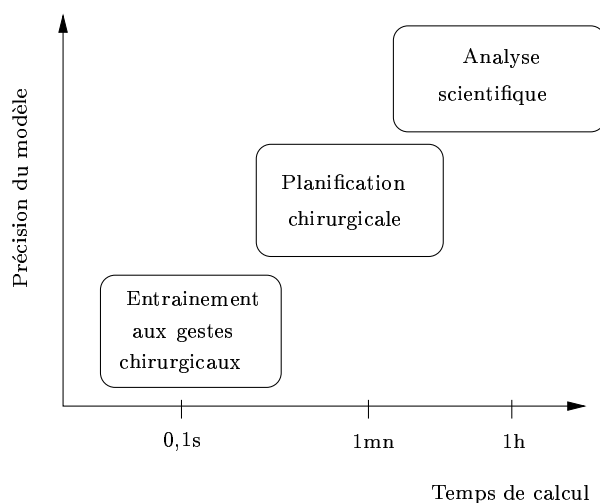 Analyse
scientifique
Précision du modèle
Planification
chirurgicale
Entrainement
aux gestes
chirurgicaux
0,1s
1mn
1h
Temps de calcul